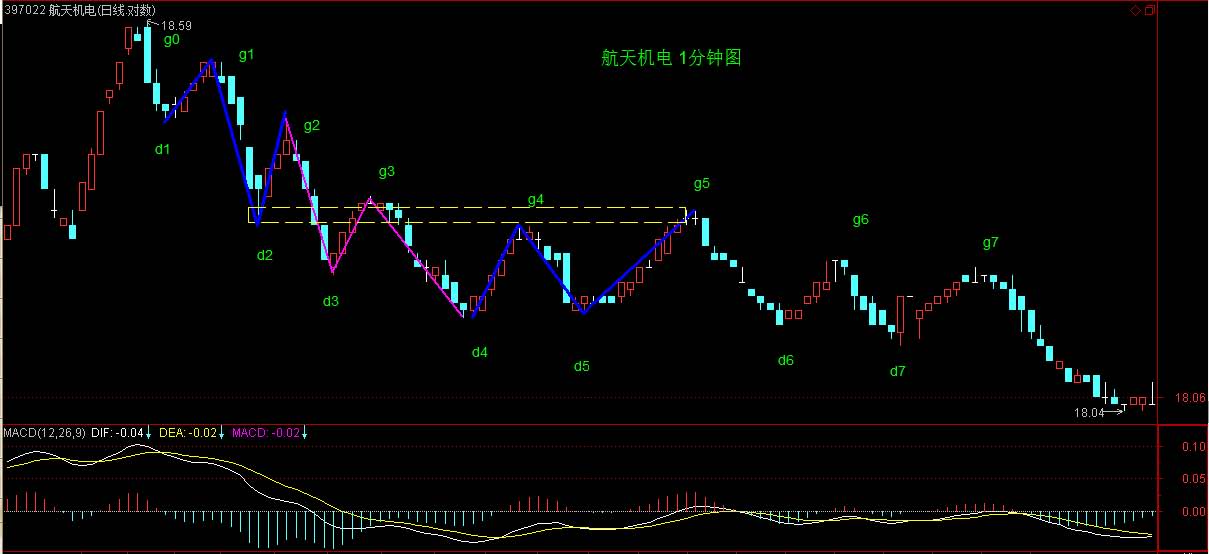 397022 航天机电(日线.对数)
18.59
g0
g1
航天机电 1分钟图
g2
d1
g3
g5
g4
g6
g7
d2
d3
d4
d5
d6
d7
18.06
18.04
MACD(12,26,9) DIF: -0.04↓ DEA: -0.02↓ MACD: -0.02↓
0.10
0.05
0.00